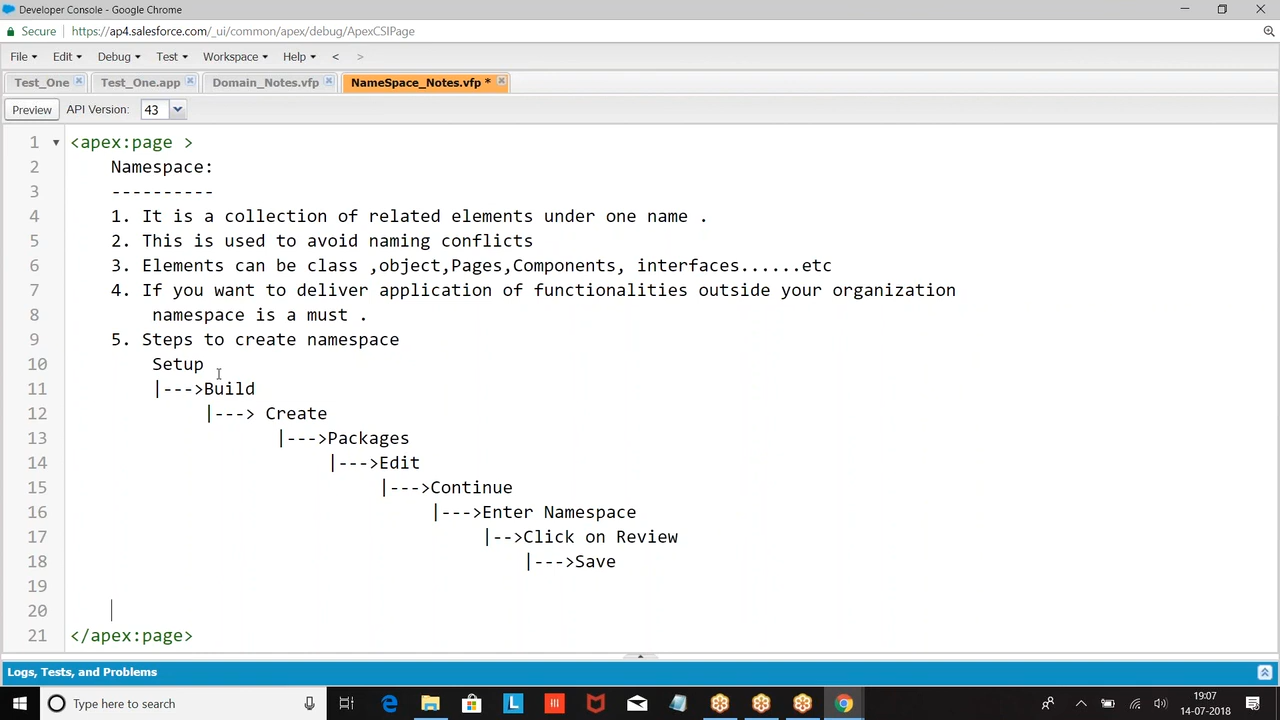 Developer Console - Google Chrome
Secure https://ap4.salesforce.com/_ui/common/apex/debug/ApexCSIPage
File Edit Debug Test Workspace Help < >
Test_One Test_One.app Domain_Notes.vfp NameSpace_Notes.vfp *
Preview API Version: 43
1 <apex:page >
2 Namespace:
3 ----------
4 1. It is a collection of related elements under one name .
5 2. This is used to avoid naming conflicts
6 3. Elements can be class ,object,Pages,Components, interfaces......etc
7 4. If you want to deliver application of functionalities outside your organization
8 namespace is a must .
9 5. Steps to create namespace
10 Setup
11 |--->Build
12 |---> Create
13 |--->Packages
14 |--->Edit
15 |--->Continue
16 |--->Enter Namespace
17 |-->Click on Review
18 |--->Save
19
20
21 </apex:page>
Logs, Tests, and Problems
Type here to search
19:07
14-07-2018